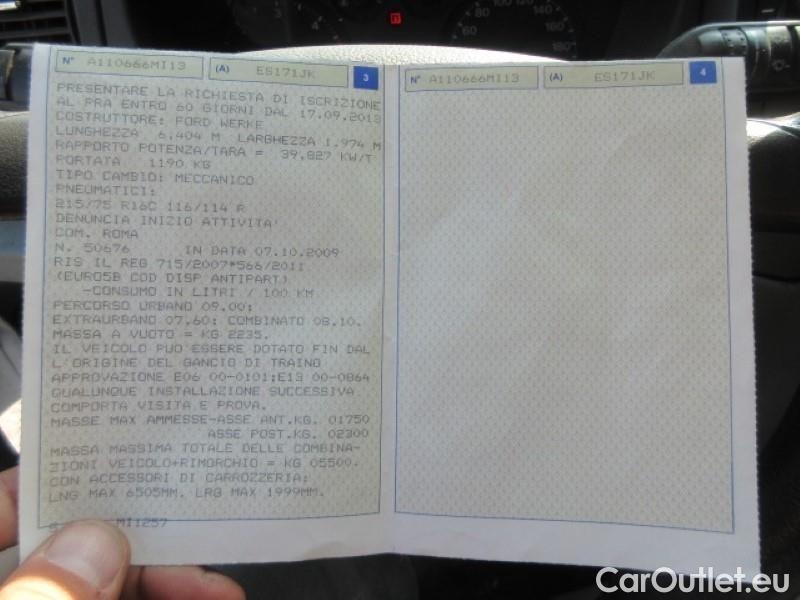 N° A110666MI13 (A) ES171JK 3
PRESENTARE LA RICHIESTA DI ISCRIZIONE
AL PRA ENTRO 60 GIORNI DAL 17.09.2013
COSTRUTTORE: FORD WERKE
LUNGHEZZA 6,404 M LARGHEZZA 1,974 M
RAPPORTO POTENZA/TARA = 39,827 KW/T
PORTATA 1190 KG
TIPO CAMBIO: MECCANICO
PNEUMATICI:
215/75 R16C 116/114 R
DENUNCIA INIZIO ATTIVITA'
COM. ROMA
N. 50676 IN DATA 07.10.2009
RIS IL REG 715/2007*566/2011
(EURO5B COD DISP ANTIPART)
-CONSUMO IN LITRI / 100 KM
PERCORSO URBANO 09.00;
EXTRAURBANO 07.60; COMBINATO 08.10.
MASSA A VUOTO = KG 2235.
IL VEICOLO PUO'ESSERE DOTATO FIN DAL
L'ORIGINE DEL GANCIO DI TRAINO
APPROVAZIONE E06 00-0101;E13 00-0864
QUALUNQUE INSTALLAZIONE SUCCESSIVA
COMPORTA VISITA E PROVA.
MASSE MAX AMMESSE-ASSE ANT.KG. 01750
ASSE POST.KG. 02300
MASSA MASSIMA TOTALE DELLE COMBINA-
ZIONI VEICOLO+RIMORCHIO = KG 05500.
CON ACCESSORI DI CARROZZERIA:
LNG MAX 6505MM. LRG MAX 1999MM.
MI1257
N° A110666MI13 (A) ES171JK 4
60
80
100
140
160
180
CarOutlet.eu